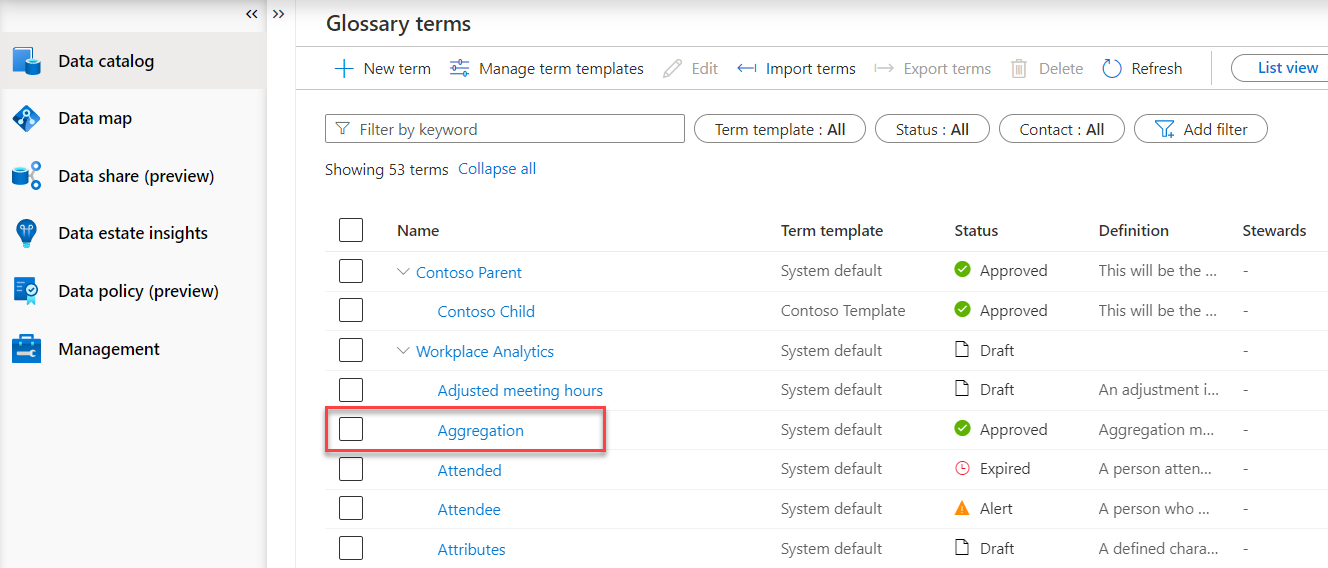 « »
Glossary terms
Data catalog
Data map
Data share (preview)
Data estate insights
Data policy (preview)
Management
New term Manage term templates Edit Import terms Export terms Delete Refresh List view
Filter by keyword Term template : All Status : All Contact : All Add filter
Showing 53 terms Collapse all
Name Term template Status Definition Stewards
Contoso Parent System default Approved This will be the ... -
Contoso Child Contoso Template Approved This will be the ... -
Workplace Analytics System default Draft -
Adjusted meeting hours System default Draft An adjustment i... -
Aggregation System default Approved Aggregation m... -
Attended System default Expired A person atten... -
Attendee System default Alert A person who ... -
Attributes System default Draft A defined chara... -